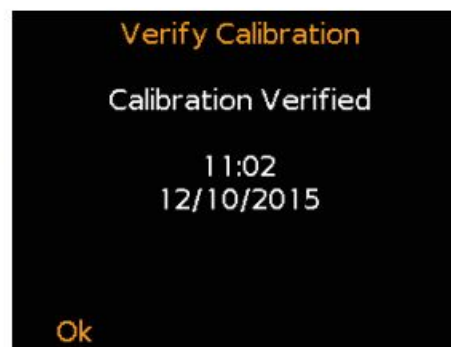 Verify Calibration
Calibration Verified
11:02
12/10/2015
Ok